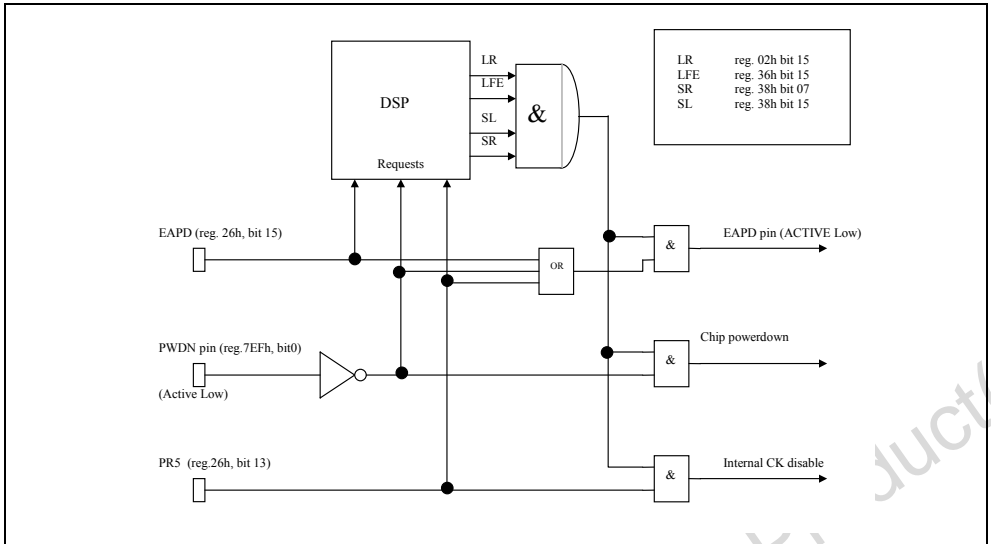 LR
LFE
DSP
&
SL
SR
Requests
LR reg. 02h bit 15
LFE reg. 36h bit 15
SR reg. 38h bit 07
SL reg. 38h bit 15
EAPD (reg. 26h, bit 15)
OR
&
EAPD pin (ACTIVE Low)
PWDN pin (reg.7EFh, bit0)
(Active Low)
&
Chip powerdown
PR5 (reg.26h, bit 13)
&
Internal CK disable